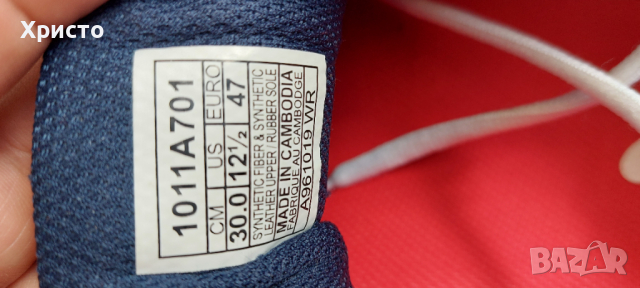 Христо
1011A701
CM US EURO
30.0 12½ 47
SYNTHETIC FIBER & SYNTHETIC
LEATHER UPPER / RUBBER SOLE
MADE IN CAMBODIA
FABRIQUE AU CAMBODGE
A961019 WR
BAZAR